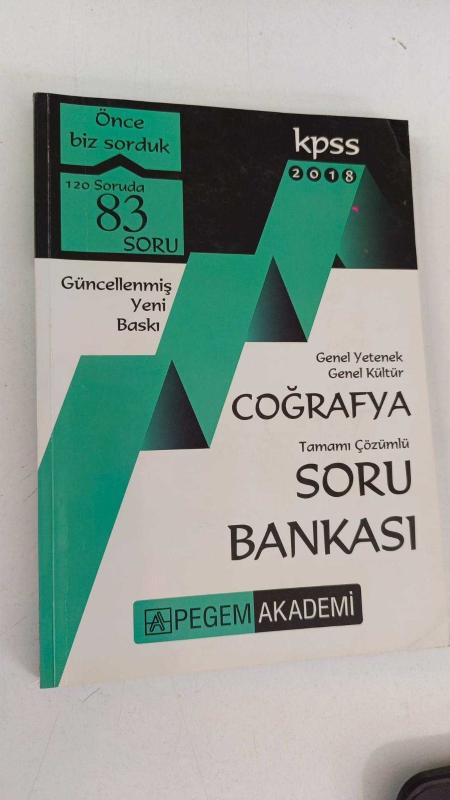 Önce
biz sorduk
120 Soruda
83
SORU
kpss
2018
Güncellenmiş
Yeni
Baskı
Genel Yetenek
Genel Kültür
COĞRAFYA
Tamamı Çözümlü
SORU
BANKASI
PEGEM AKADEMİ